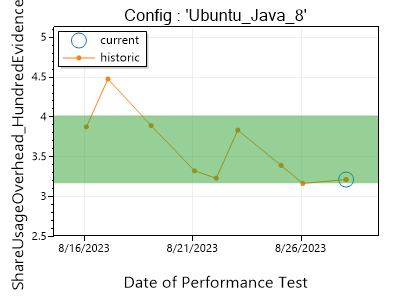 Config : 'Ubuntu_Java_8'
current
historic
ShareUsageOverhead_HundredEvidence
5
4.5
4
3.5
3
2.5
8/16/2023
8/21/2023
8/26/2023
Date of Performance Test